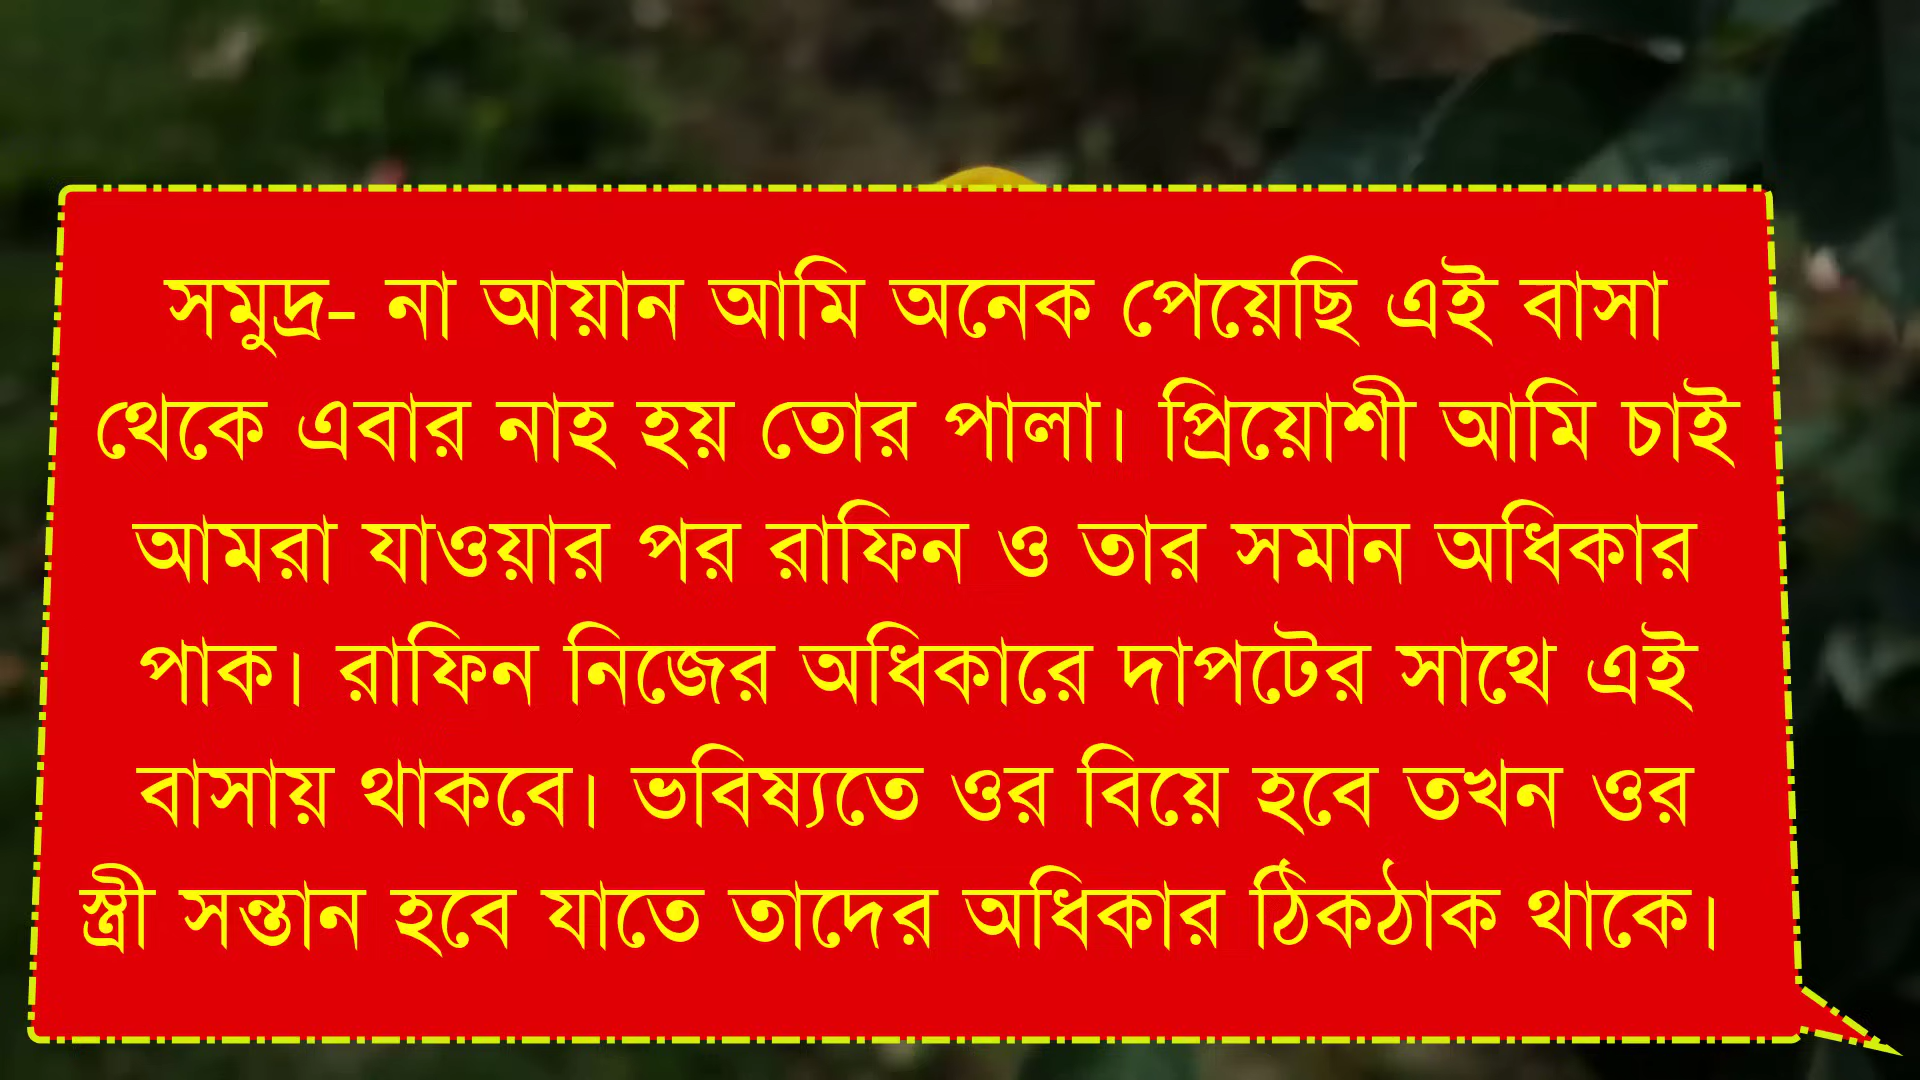 সমুদ্র- না আয়ান আমি অনেক পেয়েছি এই বাসা
থেকে এবার নাহ হয় তোর পালা। প্রিয়োশী আমি চাই
আমরা যাওয়ার পর রাফিন ও তার সমান অধিকার
পাক। রাফিন নিজের অধিকারে দাপটের সাথে এই
বাসায় থাকবে। ভবিষ্যতে ওর বিয়ে হবে তখন ওর
স্ত্রী সন্তান হবে যাতে তাদের অধিকার ঠিকঠাক থাকে।